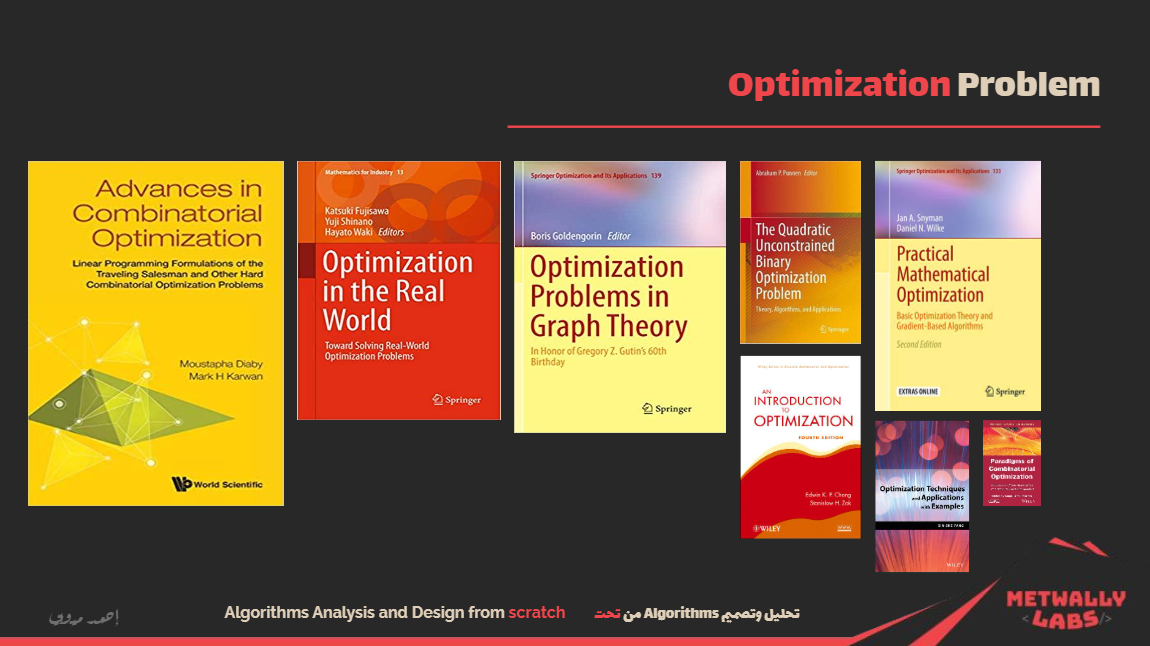 Optimization Problem
Advances in
Combinatorial
Optimization
Linear Programming Formulations of the
Traveling Salesman and Other Hard
Combinatorial Optimization Problems
Moustapha Diaby
Mark H Karwan
World Scientific
Mathematics for Industry 13
Katsuki Fujisawa
Yuji Shinano
Hayato Waki Editors
Optimization
in the Real
World
Toward Solving Real-World
Optimization Problems
Springer
Springer Optimization and Its Applications 139
Boris Goldengorin Editor
Optimization
Problems in
Graph Theory
In Honor of Gregory Z. Gutin's 60th
Birthday
Springer
Abraham P. Punnen Editor
The Quadratic
Unconstrained
Binary
Optimization
Problem
Theory, Algorithms, and Applications
Springer
AN
INTRODUCTION
TO
OPTIMIZATION
FOURTH EDITION
Edwin K. P. Chong
Stanislaw H. Żak
WILEY
Springer Optimization and Its Applications 133
Jan A. Snyman
Daniel N. Wilke
Practical
Mathematical
Optimization
Basic Optimization Theory and
Gradient-Based Algorithms
Second Edition
EXTRAS ONLINE
Springer
Optimization Techniques
and Applications
with Examples
XIN-SHE YANG
WILEY
Paradigms of
Combinatorial
Optimization
Algorithms Analysis and Design from scratch
تحليل وتصميم Algorithms من تحت
METWALLY
LABS/>